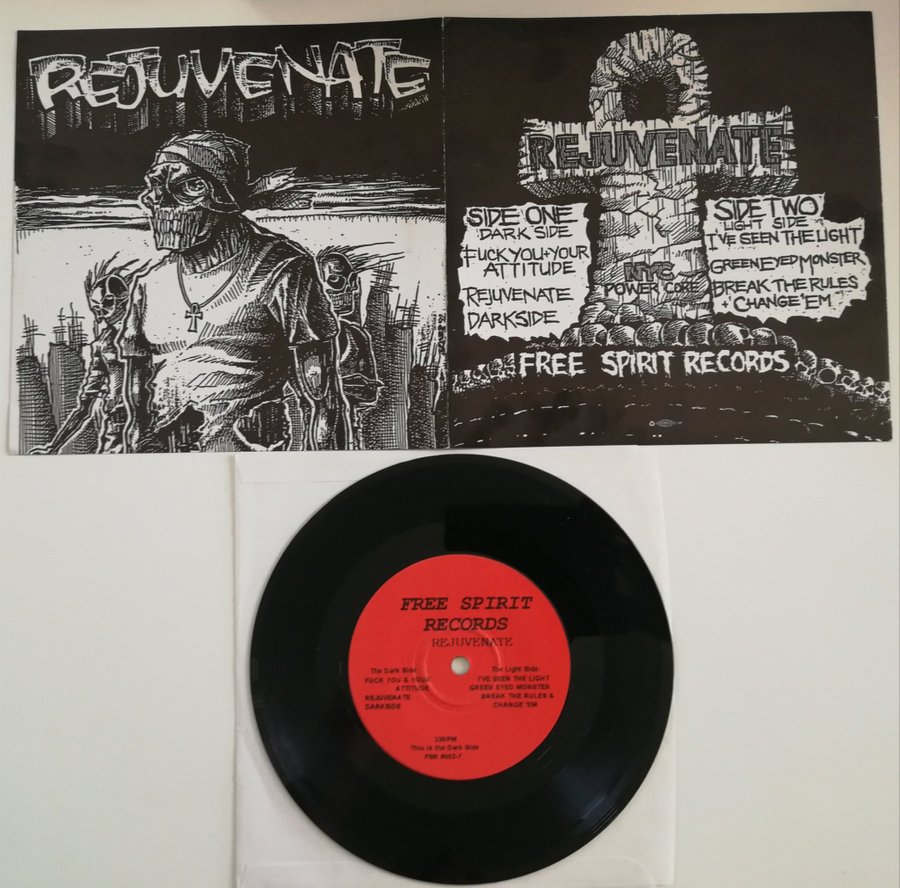 REJUVENATE
REJUVENATE
SIDE ONE
DARK SIDE
FUCK YOU + YOUR
ATTITUDE
REJUVENATE
DARKSIDE
NYC
POWER CORE
SIDE TWO
LIGHT SIDE
I'VE SEEN THE LIGHT
GREEN EYED MONSTER
BREAK THE RULES
+ CHANGE 'EM
FREE SPIRIT RECORDS
FREE SPIRIT
RECORDS
REJUVENATE
The Dark Side:
FUCK YOU & YOUR
ATTITUDE
REJUVENATE
DARKSIDE
The Light Side:
I'VE SEEN THE LIGHT
GREEN EYED MONSTER
BREAK THE RULES &
CHANGE 'EM
33RPM
This is the Dark Side